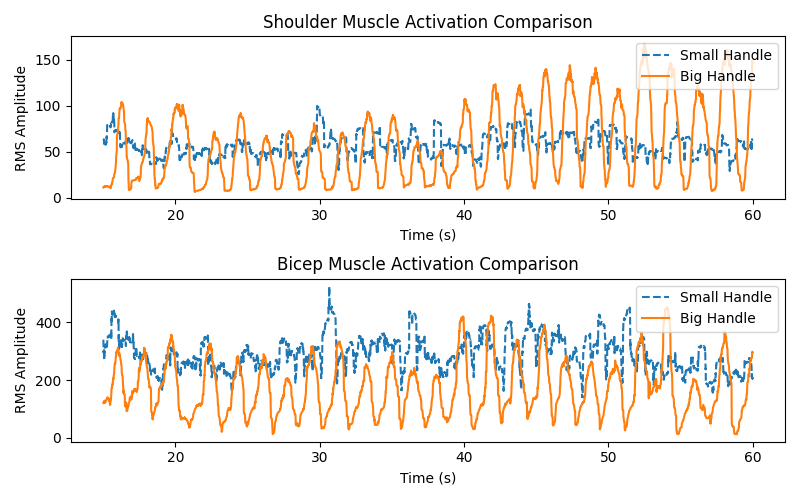 Shoulder Muscle Activation Comparison
RMS Amplitude
150
100
50
0
Small Handle
Big Handle
20 30 40 50 60
Time (s)
Bicep Muscle Activation Comparison
RMS Amplitude
400
200
0
Small Handle
Big Handle
20 30 40 50 60
Time (s)